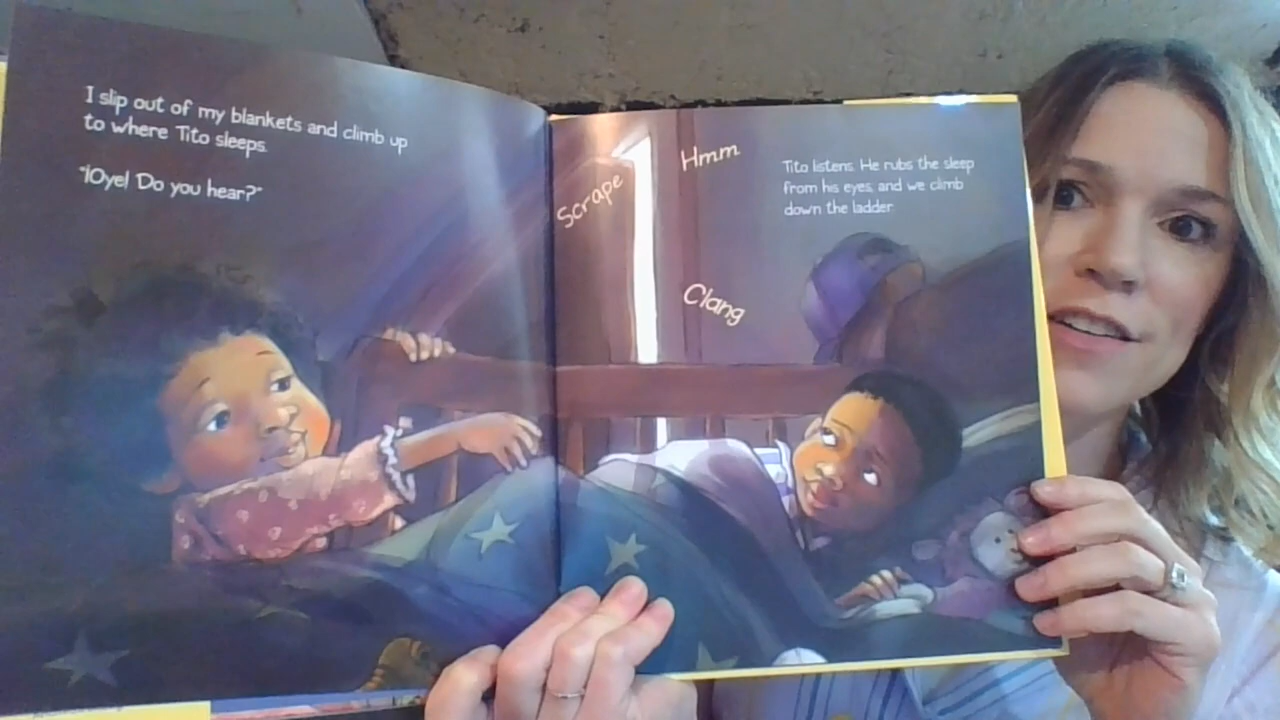 I slip out of my blankets and climb up
to where Tito sleeps.
"¡Oye! Do you hear?"
Scrape
Hmm
Clang
Tito listens. He rubs the sleep
from his eyes, and we climb
down the ladder.